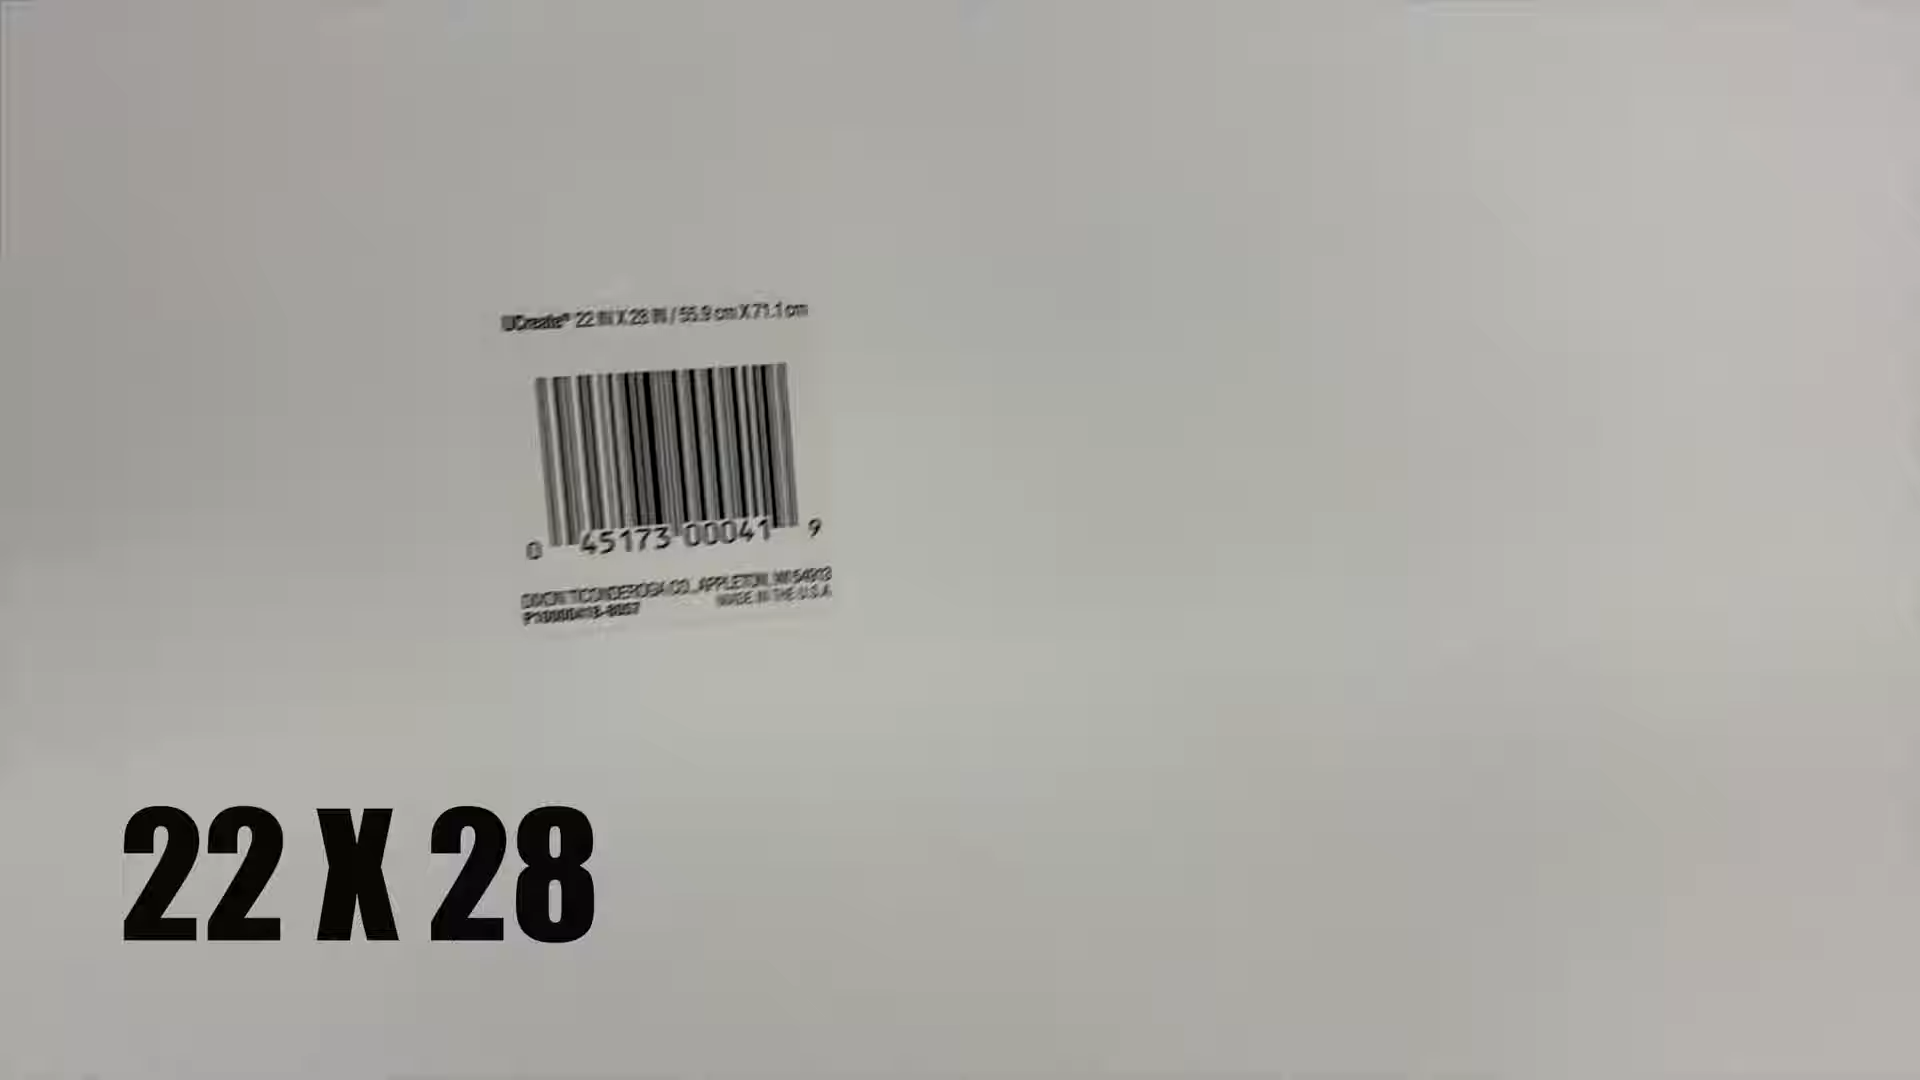 UCreate® 22 IN X 28 IN / 55.9 cm X 71.1 cm
0 45173 00041 9
DIXON TICONDEROGA CO., APPLETON, WI 54913
MADE IN THE U.S.A.
22 X 28